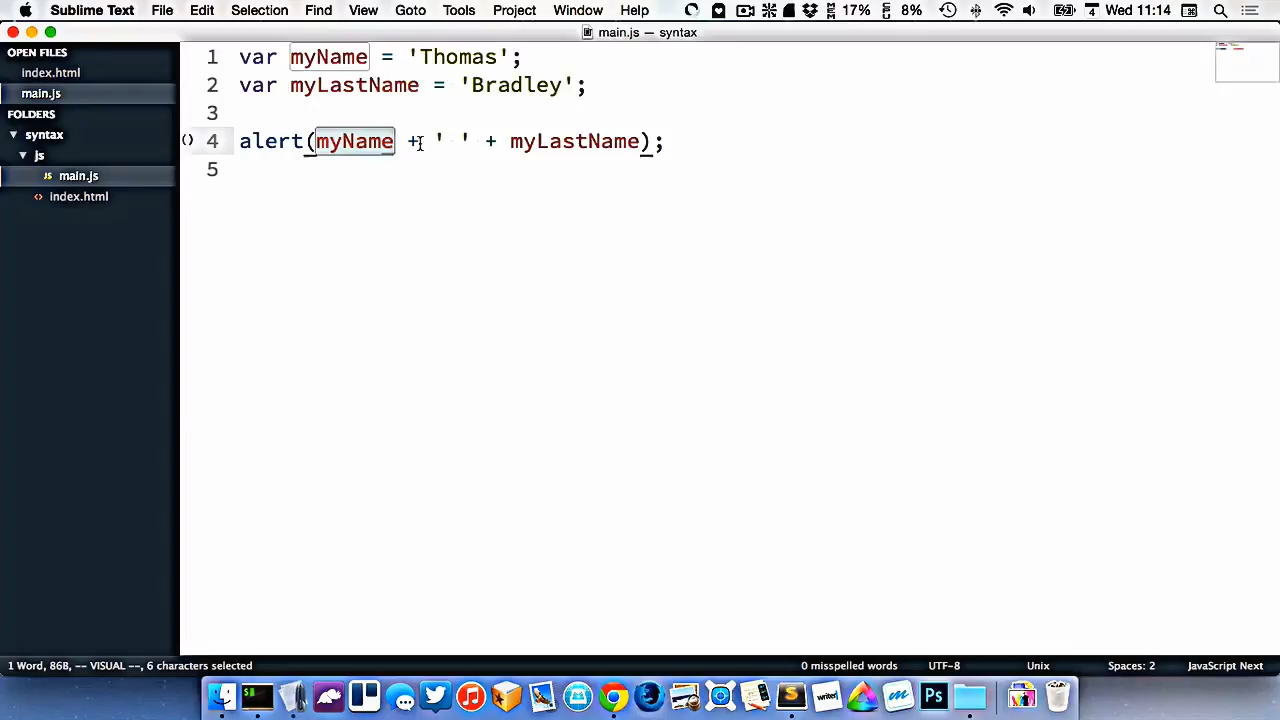 Sublime Text File Edit Selection Find View Goto Tools Project Window Help 17% 8% 4 Wed 11:14
main.js — syntax
OPEN FILES
index.html
main.js
FOLDERS
syntax
js
main.js
index.html
1 var myName = 'Thomas';
2 var myLastName = 'Bradley';
3
() 4 alert(myName + ' ' + myLastName);
5
1 Word, 86B, -- VISUAL --, 6 characters selected 0 misspelled words UTF-8 Unix Spaces: 2 JavaScript Next
writer Ps